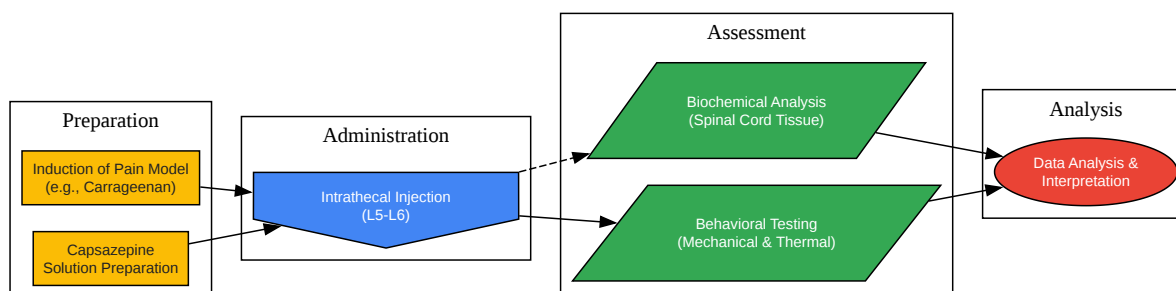 Preparation
Induction of Pain Model
(e.g., Carrageenan)
Capsazepine
Solution Preparation
Administration
Intrathecal Injection
(L5-L6)
Assessment
Biochemical Analysis
(Spinal Cord Tissue)
Behavioral Testing
(Mechanical & Thermal)
Analysis
Data Analysis &
Interpretation